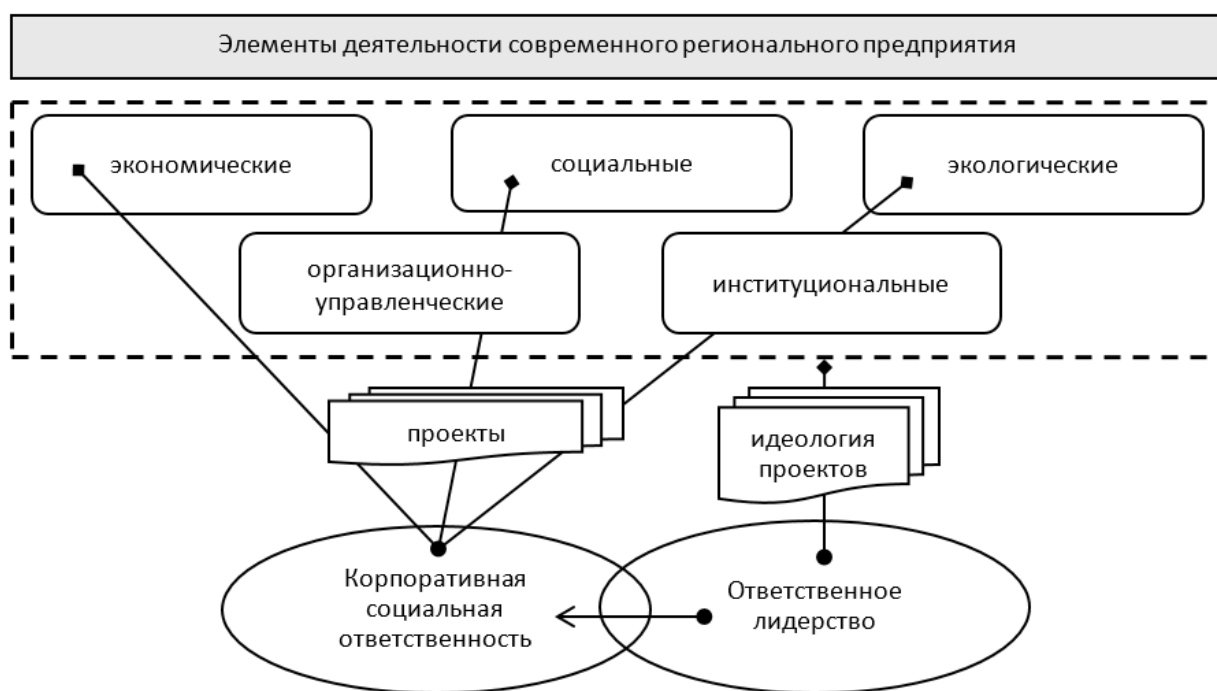 Элементы деятельности современного регионального предприятия
экономические
социальные
экологические
организационно-
управленческие
институциональные
проекты
идеология
проектов
Корпоративная
социальная
ответственность
Ответственное
лидерство